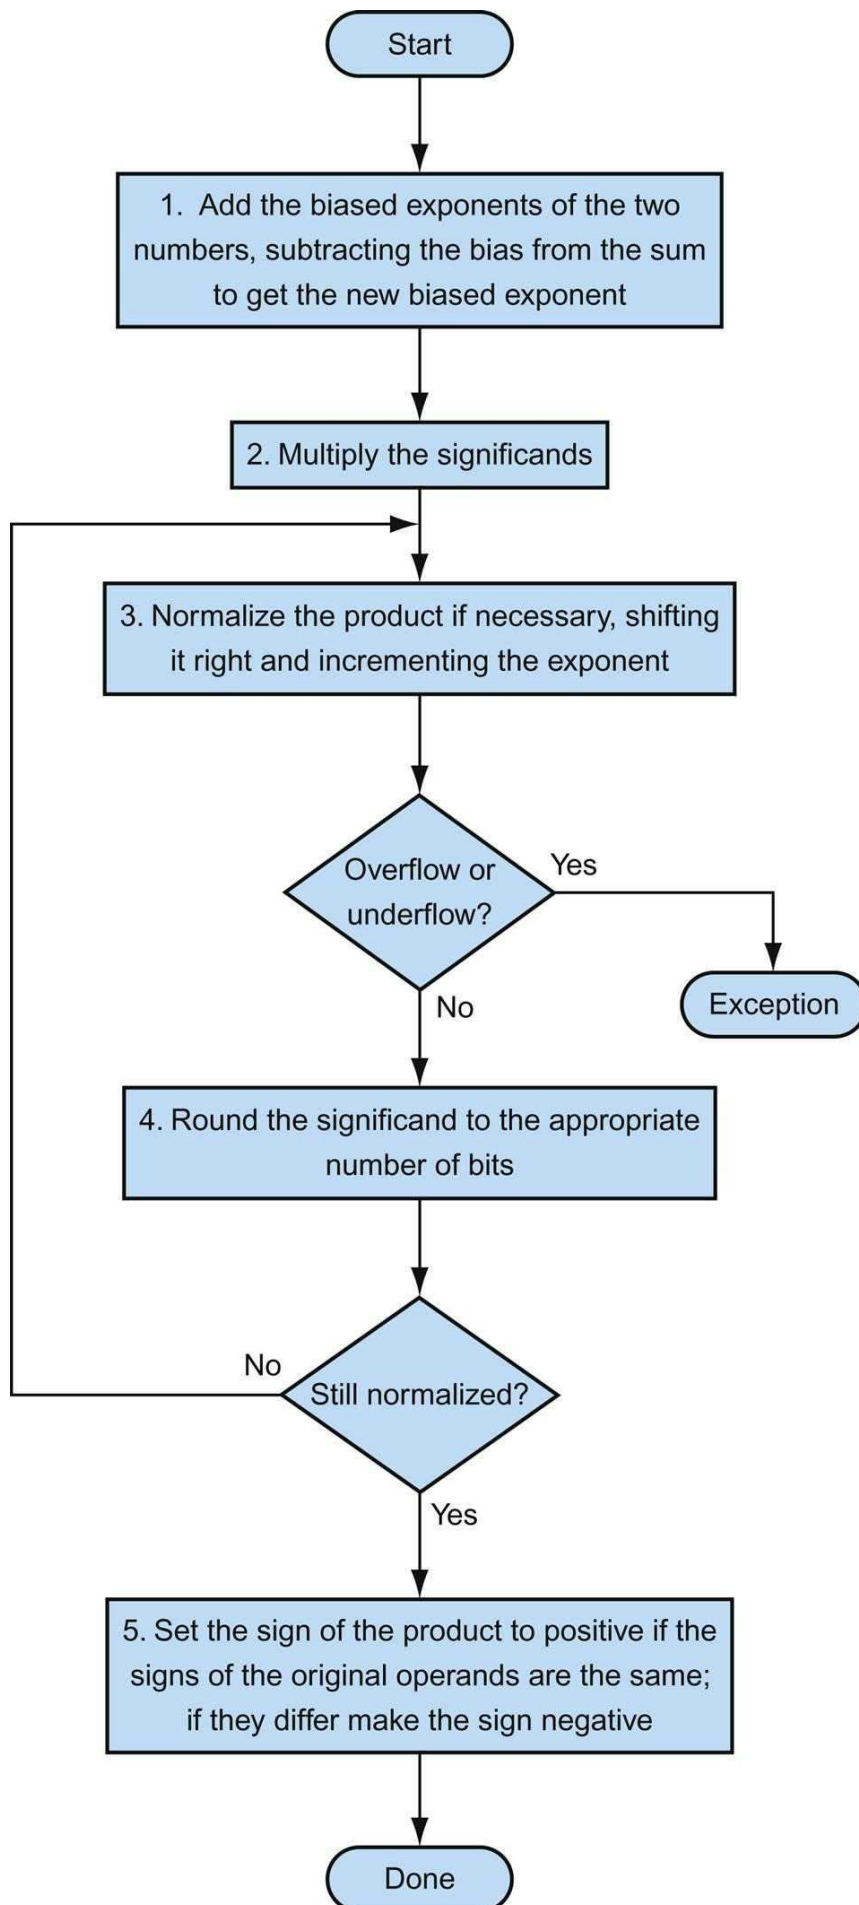 Start
1. Add the biased exponents of the two
numbers, subtracting the bias from the sum
to get the new biased exponent
2. Multiply the significands
3. Normalize the product if necessary, shifting
it right and incrementing the exponent
Overflow or
underflow?
Yes
Exception
No
4. Round the significand to the appropriate
number of bits
No
Still normalized?
Yes
5. Set the sign of the product to positive if the
signs of the original operands are the same;
if they differ make the sign negative
Done